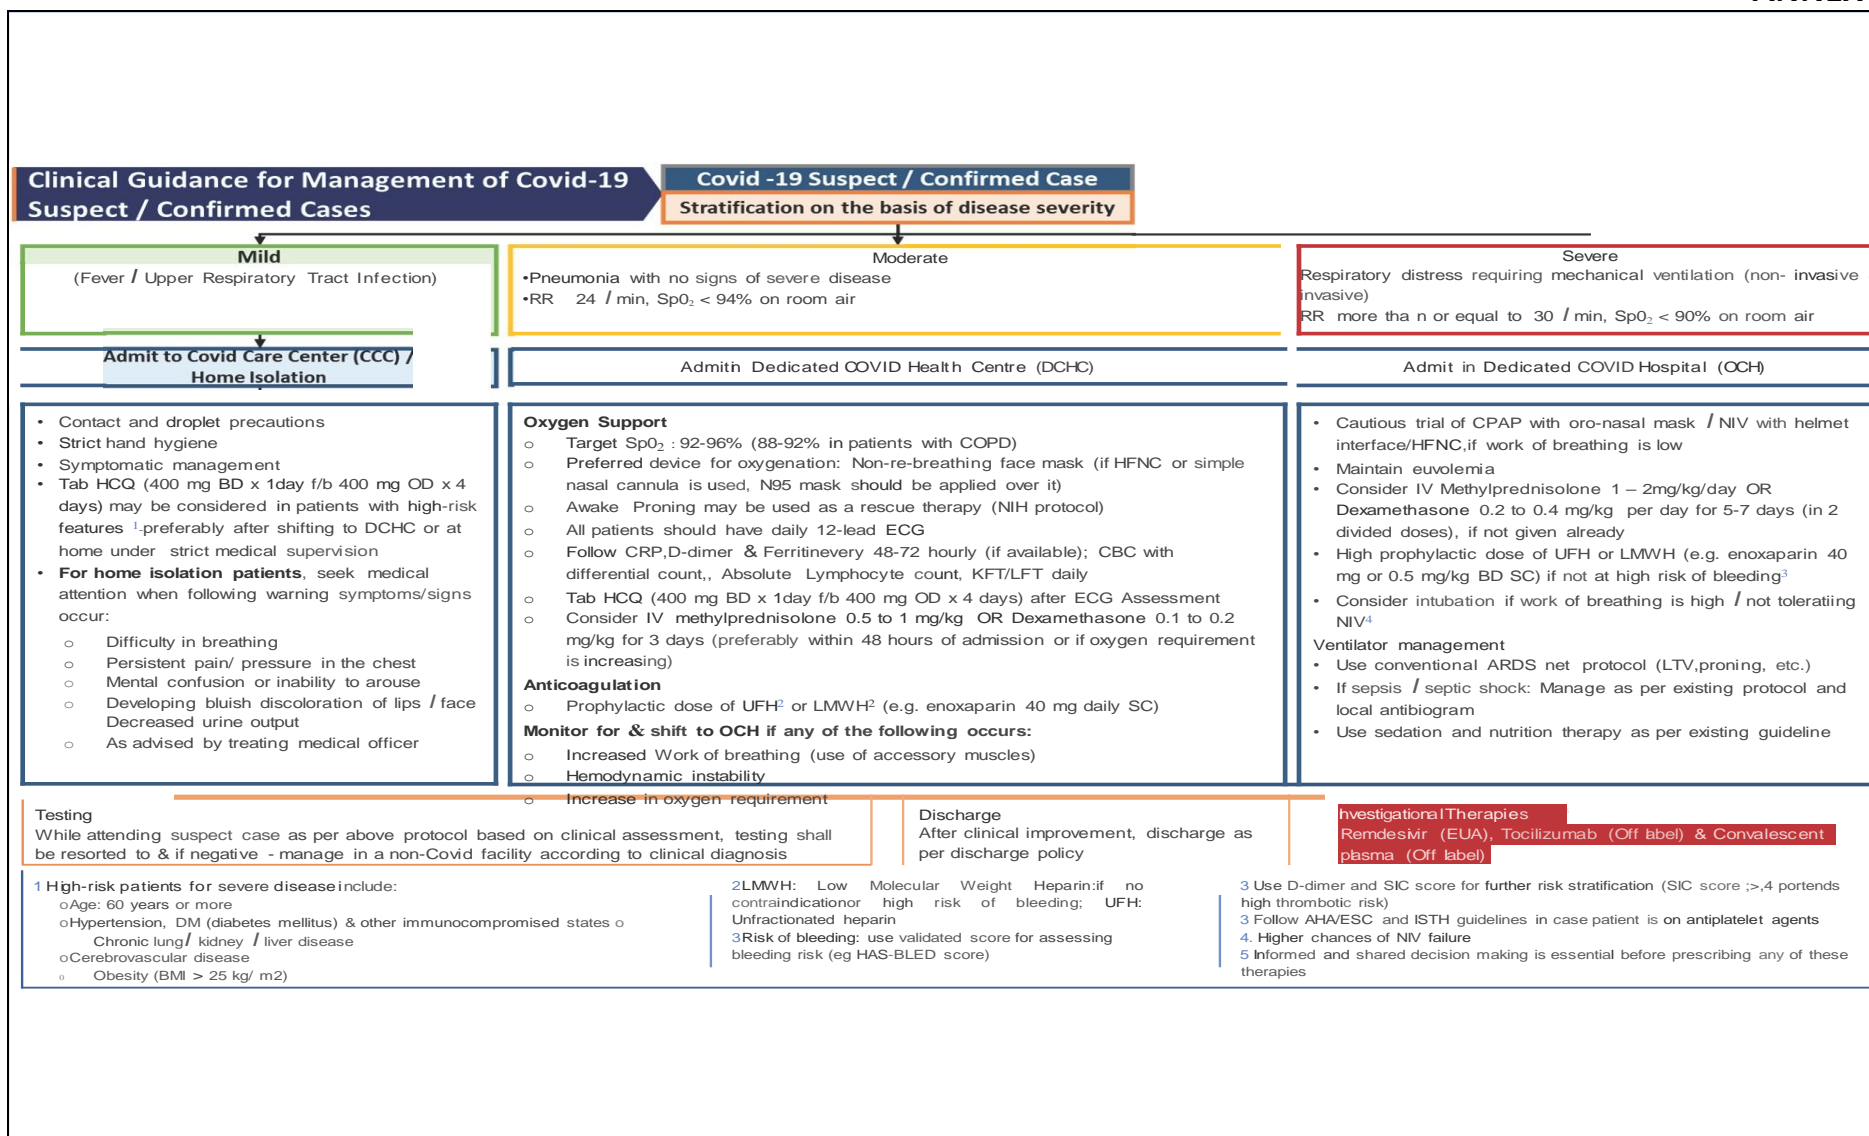 Clinical Guidance for Management of Covid-19
Suspect / Confirmed Cases
Covid -19 Suspect / Confirmed Case
Stratification on the basis of disease severity
Mild
(Fever / Upper Respiratory Tract Infection)
Moderate
•Pneumonia with no signs of severe disease
•RR 24 / min, Sp0₂ < 94% on room air
Severe
Respiratory distress requiring mechanical ventilation (non- invasive
invasive)
RR more tha n or equal to 30 / min, Sp0₂ < 90% on room air
Admit to Covid Care Center (CCC) /
Home Isolation
Admitin Dedicated COVID Health Centre (DCHC)
Admit in Dedicated COVID Hospital (OCH)
• Contact and droplet precautions
• Strict hand hygiene
• Symptomatic management
• Tab HCQ (400 mg BD x 1day f/b 400 mg OD x 4
days) may be considered in patients with high-risk
features ¹-preferably after shifting to DCHC or at
home under strict medical supervision
• For home isolation patients, seek medical
attention when following warning symptoms/signs
occur:
o Difficulty in breathing
o Persistent pain/ pressure in the chest
o Mental confusion or inability to arouse
o Developing bluish discoloration of lips / face
Decreased urine output
o As advised by treating medical officer
Oxygen Support
o Target Sp0₂ : 92-96% (88-92% in patients with COPD)
o Preferred device for oxygenation: Non-re-breathing face mask (if HFNC or simple
nasal cannula is used, N95 mask should be applied over it)
o Awake Proning may be used as a rescue therapy (NIH protocol)
o All patients should have daily 12-lead ECG
o Follow CRP,D-dimer & Ferritinevery 48-72 hourly (if available); CBC with
differential count,, Absolute Lymphocyte count, KFT/LFT daily
o Tab HCQ (400 mg BD x 1day f/b 400 mg OD x 4 days) after ECG Assessment
o Consider IV methylprednisolone 0.5 to 1 mg/kg OR Dexamethasone 0.1 to 0.2
mg/kg for 3 days (preferably within 48 hours of admission or if oxygen requirement
is increasing)
Anticoagulation
o Prophylactic dose of UFH² or LMWH² (e.g. enoxaparin 40 mg daily SC)
Monitor for & shift to OCH if any of the following occurs:
o Increased Work of breathing (use of accessory muscles)
o Hemodynamic instability
o Increase in oxygen requirement
• Cautious trial of CPAP with oro-nasal mask / NIV with helmet
interface/HFNC,if work of breathing is low
• Maintain euvolemia
• Consider IV Methylprednisolone 1 – 2mg/kg/day OR
Dexamethasone 0.2 to 0.4 mg/kg per day for 5-7 days (in 2
divided doses), if not given already
• High prophylactic dose of UFH or LMWH (e.g. enoxaparin 40
mg or 0.5 mg/kg BD SC) if not at high risk of bleeding³
• Consider intubation if work of breathing is high / not toleratiing
NIV⁴
Ventilator management
• Use conventional ARDS net protocol (LTV,proning, etc.)
• If sepsis / septic shock: Manage as per existing protocol and
local antibiogram
• Use sedation and nutrition therapy as per existing guideline
Testing
While attending suspect case as per above protocol based on clinical assessment, testing shall
be resorted to & if negative - manage in a non-Covid facility according to clinical diagnosis
Discharge
After clinical improvement, discharge as
per discharge policy
hvestigationalTherapies
Remdesivir (EUA), Tocilizumab (Off label) & Convalescent
plasma (Off label)
1 High-risk patients for severe disease include:
oAge: 60 years or more
oHypertension, DM (diabetes mellitus) & other immunocompromised states o
Chronic lung/ kidney / liver disease
oCerebrovascular disease
o Obesity (BMI > 25 kg/ m2)
2LMWH: Low Molecular Weight Heparin:if no
contraindicationor high risk of bleeding; UFH:
Unfractionated heparin
3Risk of bleeding: use validated score for assessing
bleeding risk (eg HAS-BLED score)
3 Use D-dimer and SIC score for further risk stratification (SIC score ;>,4 portends
high thrombotic risk)
3 Follow AHA/ESC and ISTH guidelines in case patient is on antiplatelet agents
4. Higher chances of NIV failure
5 Informed and shared decision making is essential before prescribing any of these
therapies